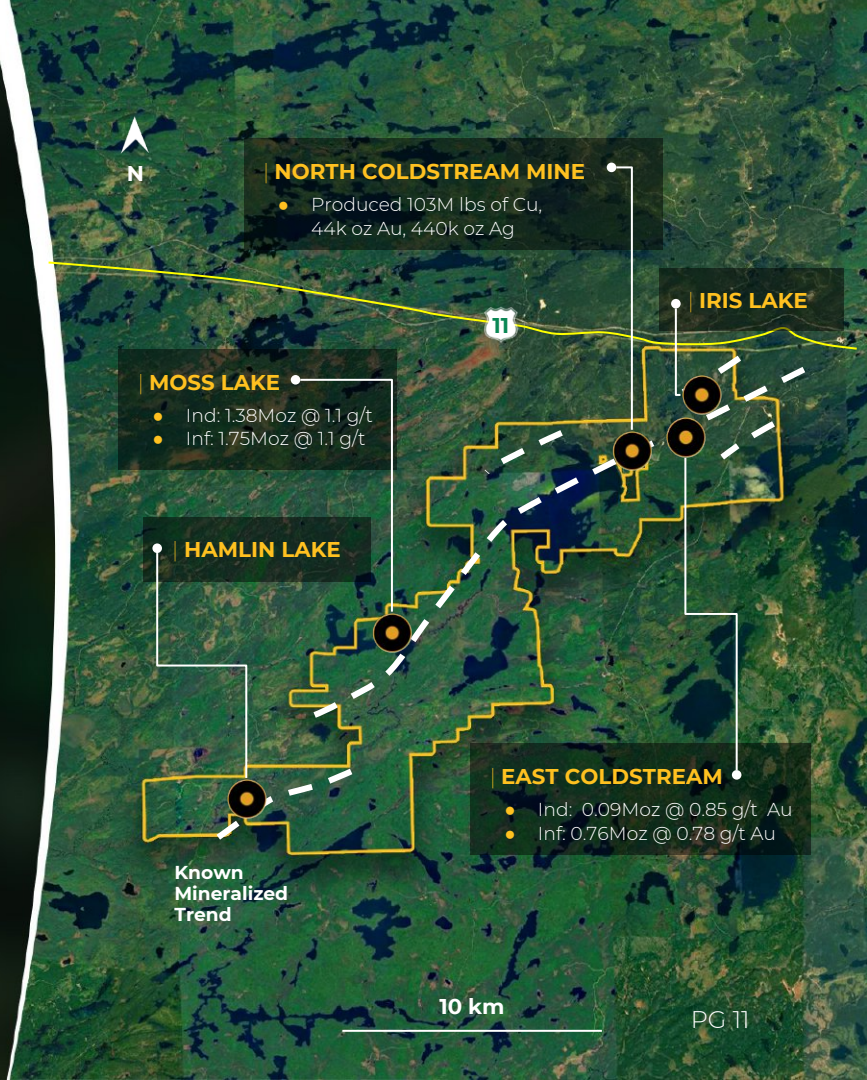 N
NORTH COLDSTREAM MINE
● Produced 103M lbs of Cu,
44k oz Au, 440k oz Ag
IRIS LAKE
11
MOSS LAKE
● Ind: 1.38Moz @ 1.1 g/t
● Inf: 1.75Moz @ 1.1 g/t
HAMLIN LAKE
EAST COLDSTREAM
● Ind: 0.09Moz @ 0.85 g/t Au
● Inf: 0.76Moz @ 0.78 g/t Au
Known
Mineralized
Trend
10 km
PG 11